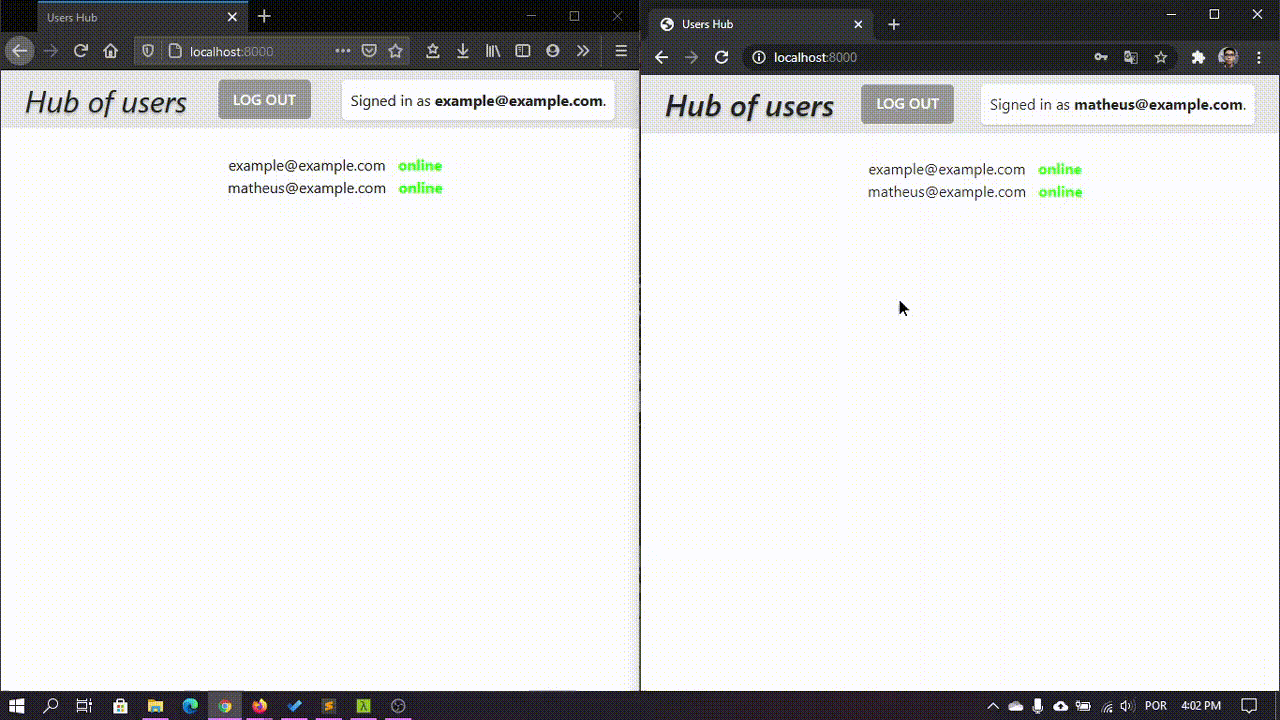 Users Hub
localhost:8000
Hub of users
LOG OUT
Signed in as example@example.com.
example@example.com online
matheus@example.com online
Users Hub
localhost:8000
Hub of users
LOG OUT
Signed in as matheus@example.com.
example@example.com online
matheus@example.com online
POR
4:02 PM